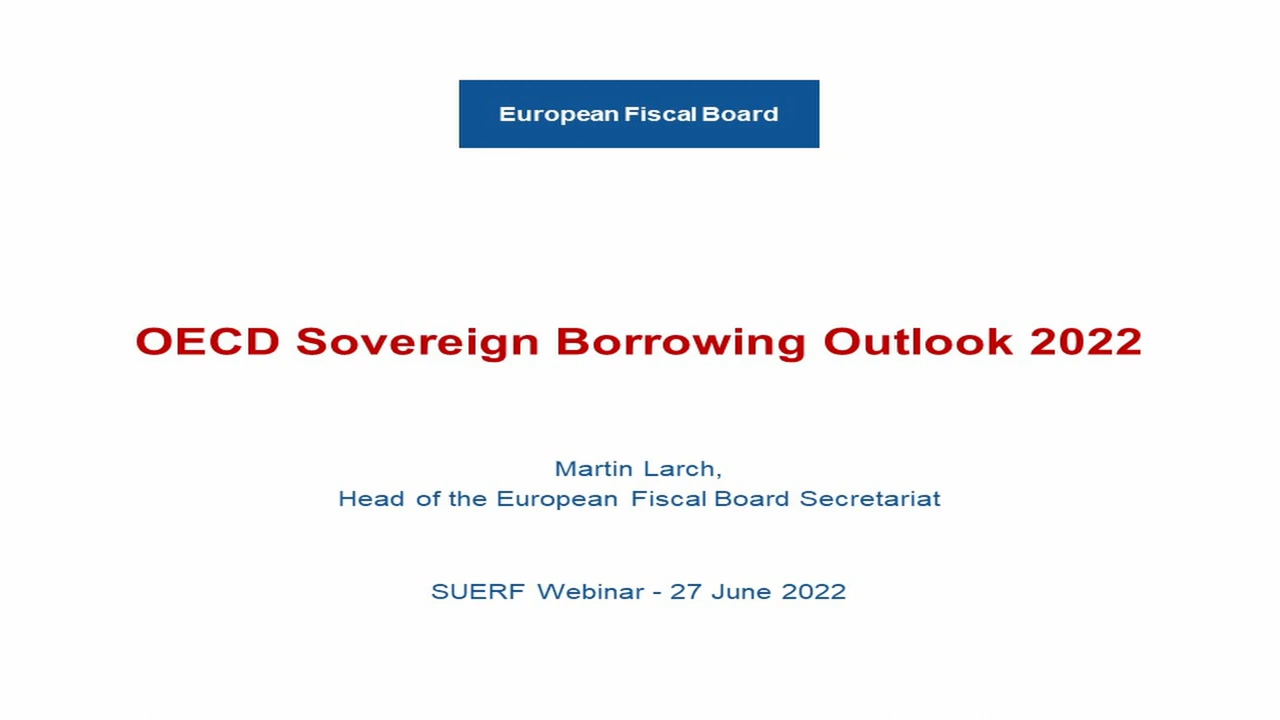 European Fiscal Board
OECD Sovereign Borrowing Outlook 2022
Martin Larch,
Head of the European Fiscal Board Secretariat
SUERF Webinar - 27 June 2022